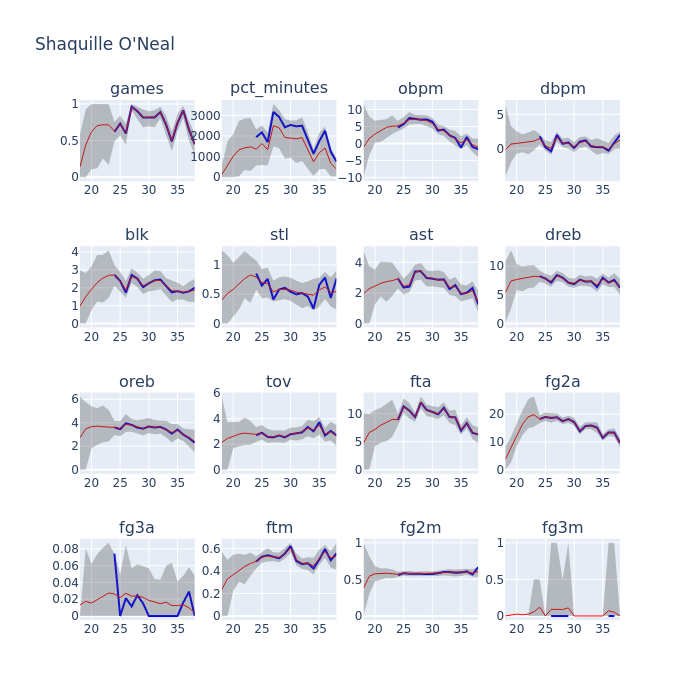 Shaquille O'Neal
games pct_minutes obpm dbpm
1 0.5 0 20 25 30 35
3000 2000 1000 0 20 25 30 35
10 5 0 −5 −10 20 25 30 35
5 0 20 25 30 35
blk stl ast dreb
4 3 2 1 0 20 25 30 35
1 0.5 0 20 25 30 35
4 2 0 20 25 30 35
10 5 0 20 25 30 35
oreb tov fta fg2a
6 4 2 0 20 25 30 35
6 4 2 0 20 25 30 35
10 5 0 20 25 30 35
20 10 0 20 25 30 35
fg3a ftm fg2m fg3m
0.08 0.06 0.04 0.02 0 20 25 30 35
0.6 0.4 0.2 0 20 25 30 35
1 0.5 0 20 25 30 35
1 0.5 0 20 25 30 35